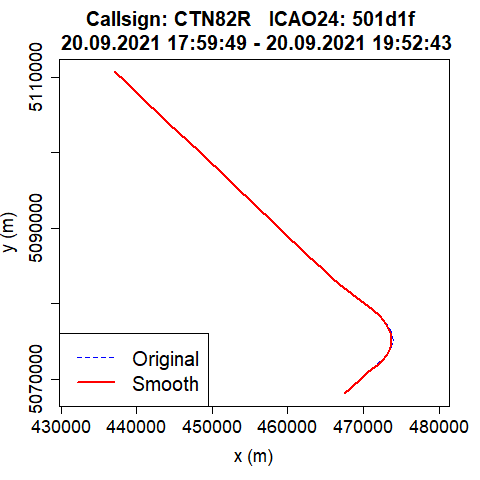 Callsign: CTN82R   ICAO24: 501d1f
20.09.2021 17:59:49 - 20.09.2021 19:52:43
5110000
5090000
5070000
y (m)
Original
Smooth
430000 440000 450000 460000 470000 480000
x (m)